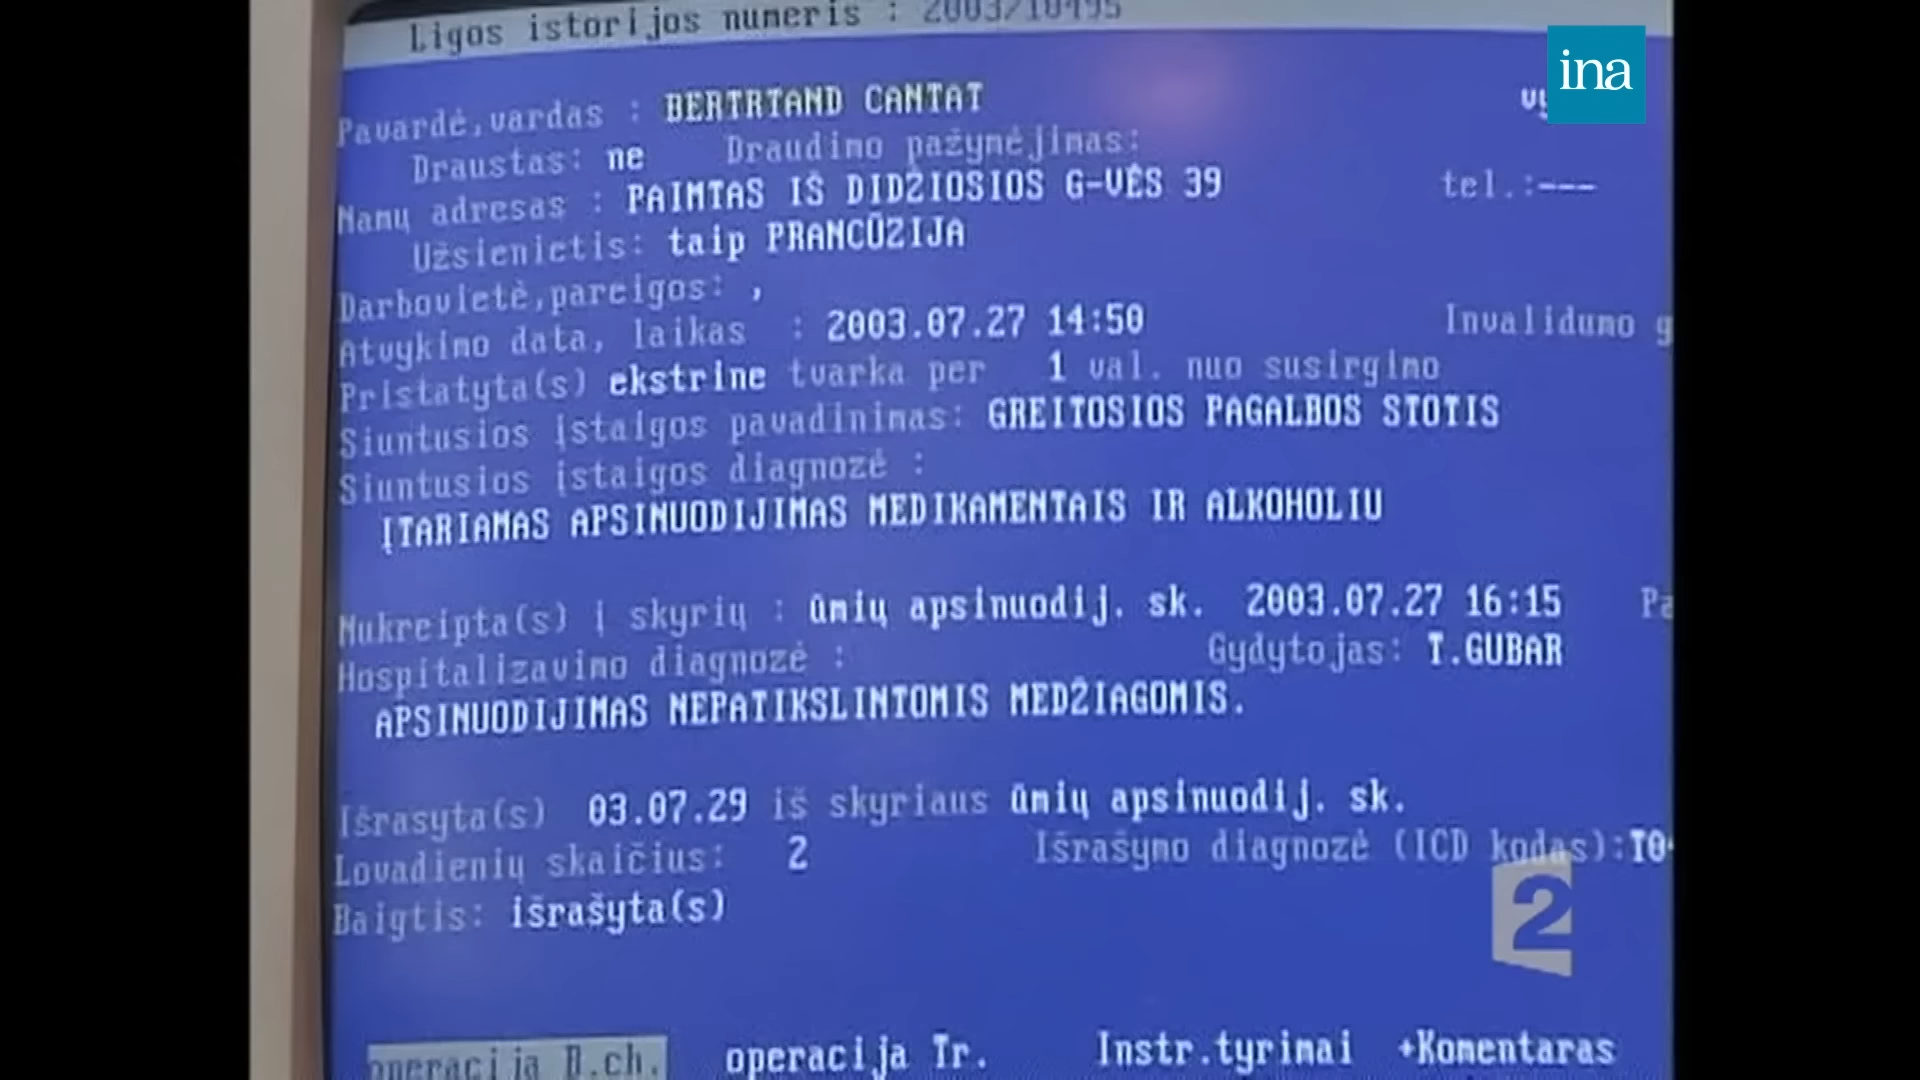 Ligos istorijos numeris : 2003/10495
ina
Pavardė,vardas : BERTRTAND CANTAT
Draustas: ne Draudimo pažymėjimas:
Namų adresas : PAIMTAS IŠ DIDŽIOSIOS G-VĖS 39 tel.:---
Užsienietis: taip PRANCŪZIJA
Darbovietė,pareigos: ,
Atvykimo data, laikas : 2003.07.27 14:50 Invalidumo g
Pristatyta(s) ekstrine tvarka per 1 val. nuo susirgimo
Siuntusios įstaigos pavadinimas: GREITOSIOS PAGALBOS STOTIS
Siuntusios įstaigos diagnozė :
ĮTARIAMAS APSINUODIJIMAS MEDIKAMENTAIS IR ALKOHOLIU
Nukreipta(s) į skyrių : ūmių apsinuodij. sk. 2003.07.27 16:15 Pa
Hospitalizavimo diagnozė : Gydytojas: T.GUBAR
APSINUODIJIMAS NEPATIKSLINTOMIS MEDŽIAGOMIS.
Išrasyta(s) 03.07.29 iš skyriaus ūmių apsinuodij. sk.
Lovadienių skaičius: 2 Išrašymo diagnozė (ICD kodas):T0
Baigtis: išrašyta(s)
2
operacija D.ch. operacija Tr. Instr.tyrimai +Komentaras